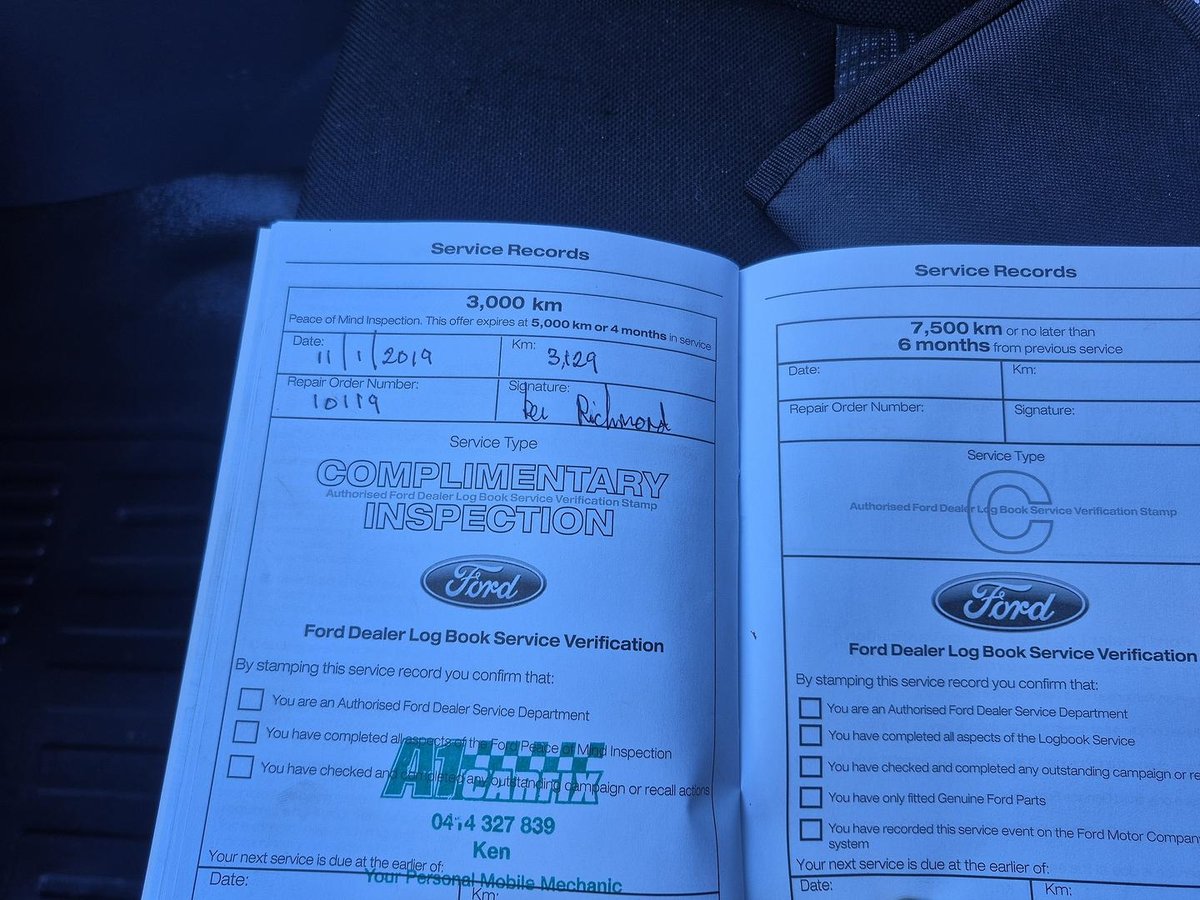 Service Records
3,000 km
Peace of Mind Inspection. This offer expires at 5,000 km or 4 months in service
Date:
11/1/2019
Km:
3,129
Repair Order Number:
10119
Signature:
Richmond
Service Type
COMPLIMENTARY
Authorised Ford Dealer Log Book Service Verification Stamp
INSPECTION
Ford
Ford Dealer Log Book Service Verification
By stamping this service record you confirm that:
You are an Authorised Ford Dealer Service Department
You have completed all aspects of the Ford Peace of Mind Inspection
You have checked and completed any outstanding campaign or recall actions
A1 CARFIX
0414 327 839
Ken
Your Personal Mobile Mechanic
Your next service is due at the earlier of:
Date:
Km:
Service Records
7,500 km or no later than
6 months from previous service
Date:
Km:
Repair Order Number:
Signature:
Service Type
C
Authorised Ford Dealer Log Book Service Verification Stamp
Ford
Ford Dealer Log Book Service Verification
By stamping this service record you confirm that:
You are an Authorised Ford Dealer Service Department
You have completed all aspects of the Logbook Service
You have checked and completed any outstanding campaign or re
You have only fitted Genuine Ford Parts
You have recorded this service event on the Ford Motor Company
system
Your next service is due at the earlier of:
Date:
Km: